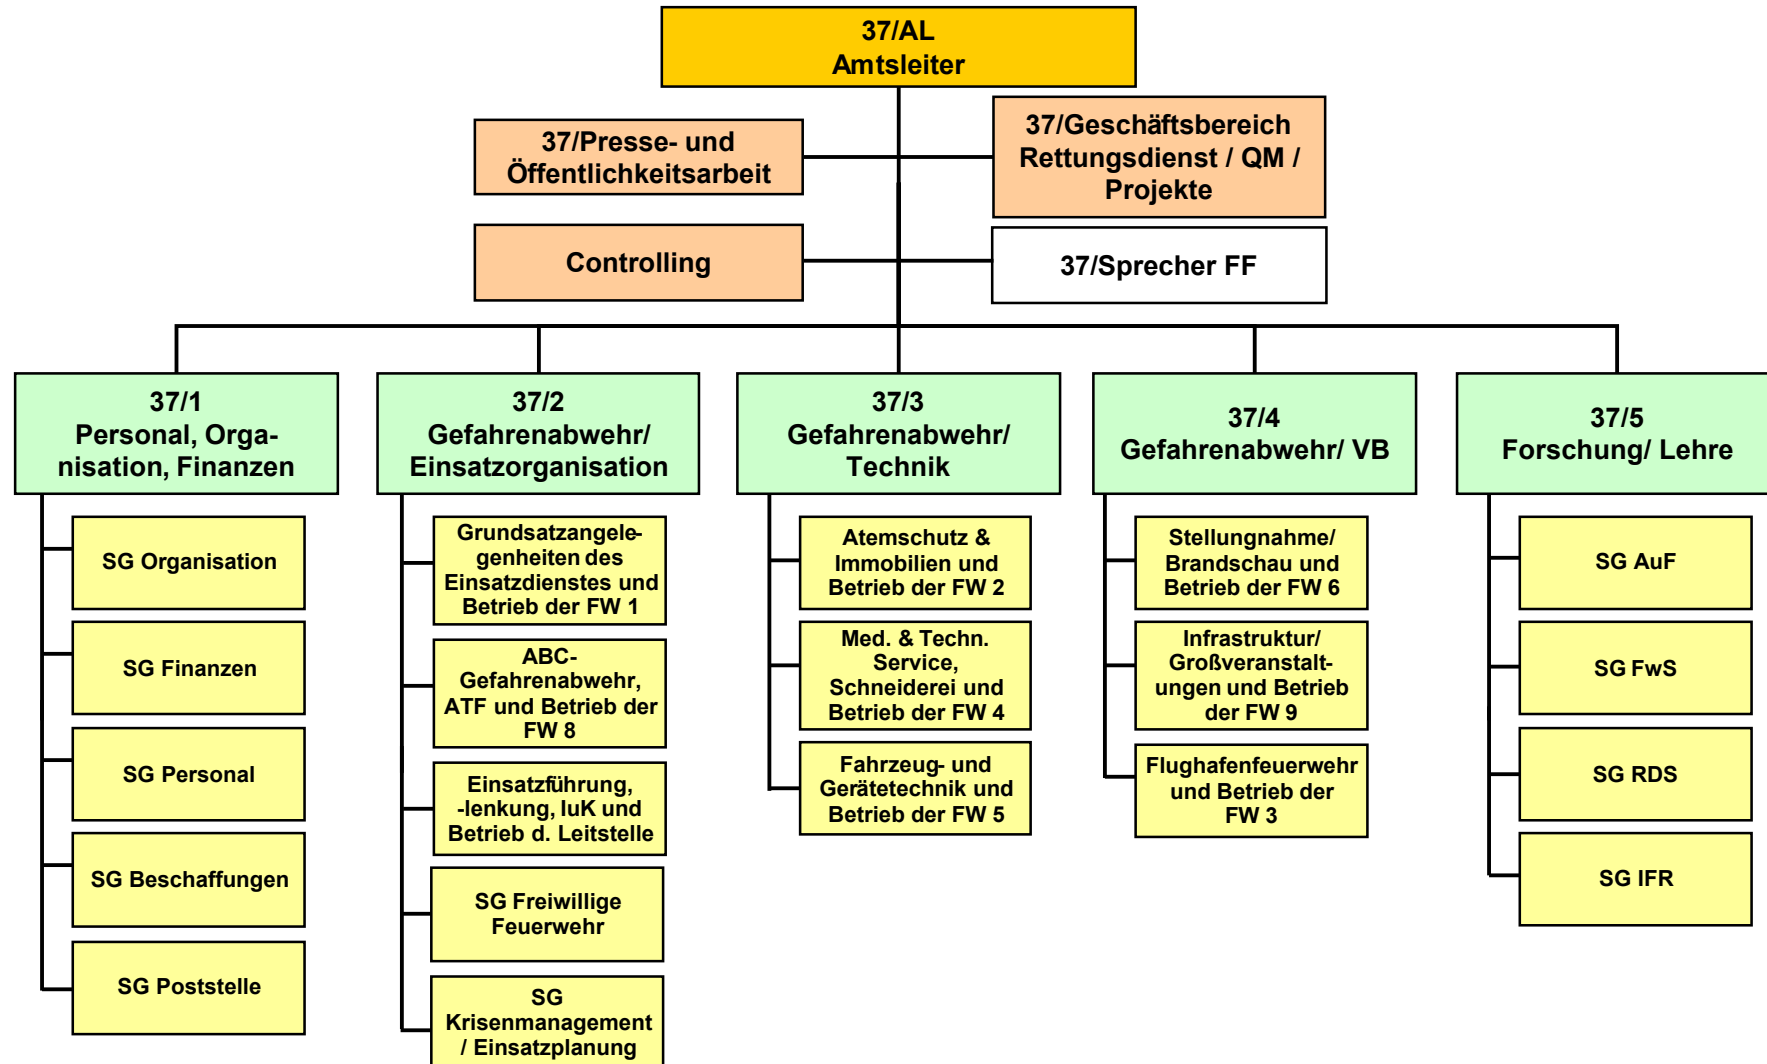 37/AL
Amtsleiter
37/Presse- und
Öffentlichkeitsarbeit
37/Geschäftsbereich
Rettungsdienst / QM /
Projekte
Controlling
37/Sprecher FF
37/1
Personal, Orga-
nisation, Finanzen
37/2
Gefahrenabwehr/
Einsatzorganisation
37/3
Gefahrenabwehr/
Technik
37/4
Gefahrenabwehr/ VB
37/5
Forschung/ Lehre
SG Organisation
SG Finanzen
SG Personal
SG Beschaffungen
SG Poststelle
Grundsatzangele-
genheiten des
Einsatzdienstes und
Betrieb der FW 1
ABC-
Gefahrenabwehr,
ATF und Betrieb der
FW 8
Einsatzführung,
-lenkung, IuK und
Betrieb d. Leitstelle
SG Freiwillige
Feuerwehr
SG
Krisenmanagement
/ Einsatzplanung
Atemschutz &
Immobilien und
Betrieb der FW 2
Med. & Techn.
Service,
Schneiderei und
Betrieb der FW 4
Fahrzeug- und
Gerätetechnik und
Betrieb der FW 5
Stellungnahme/
Brandschau und
Betrieb der FW 6
Infrastruktur/
Großveranstalt-
ungen und Betrieb
der FW 9
Flughafenfeuerwehr
und Betrieb der
FW 3
SG AuF
SG FwS
SG RDS
SG IFR